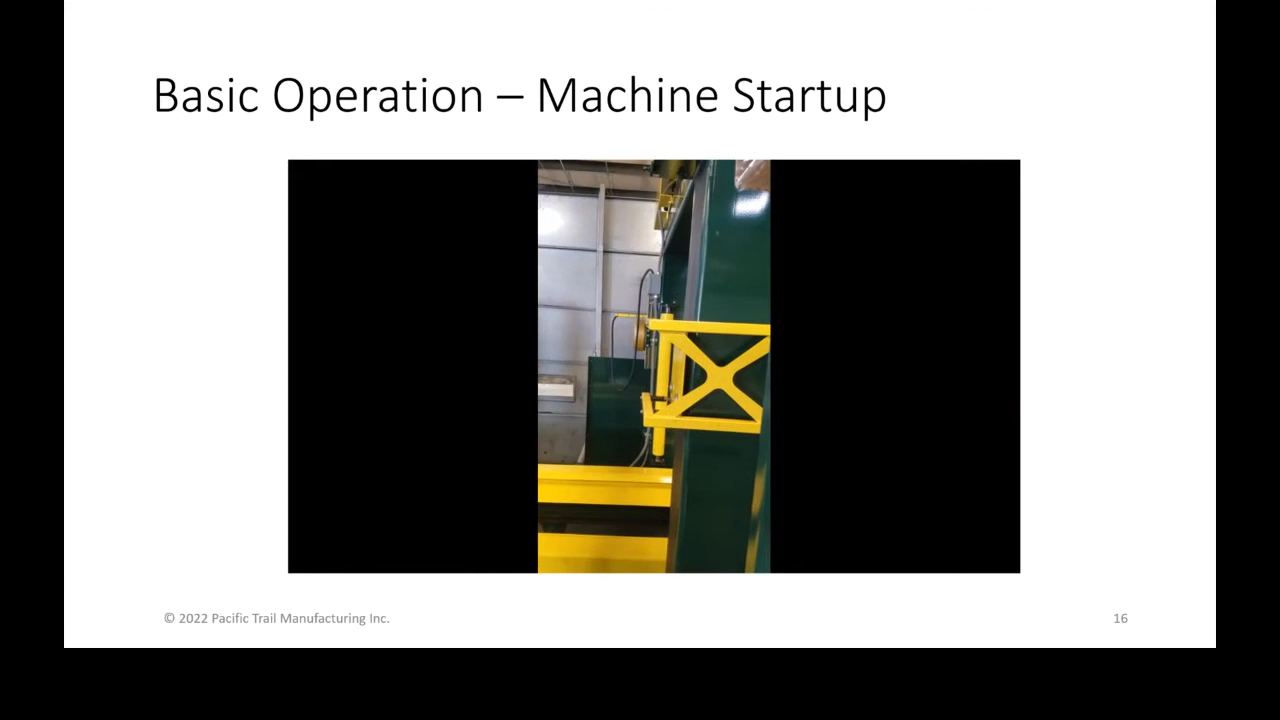 Basic Operation – Machine Startup
© 2022 Pacific Trail Manufacturing Inc.
16